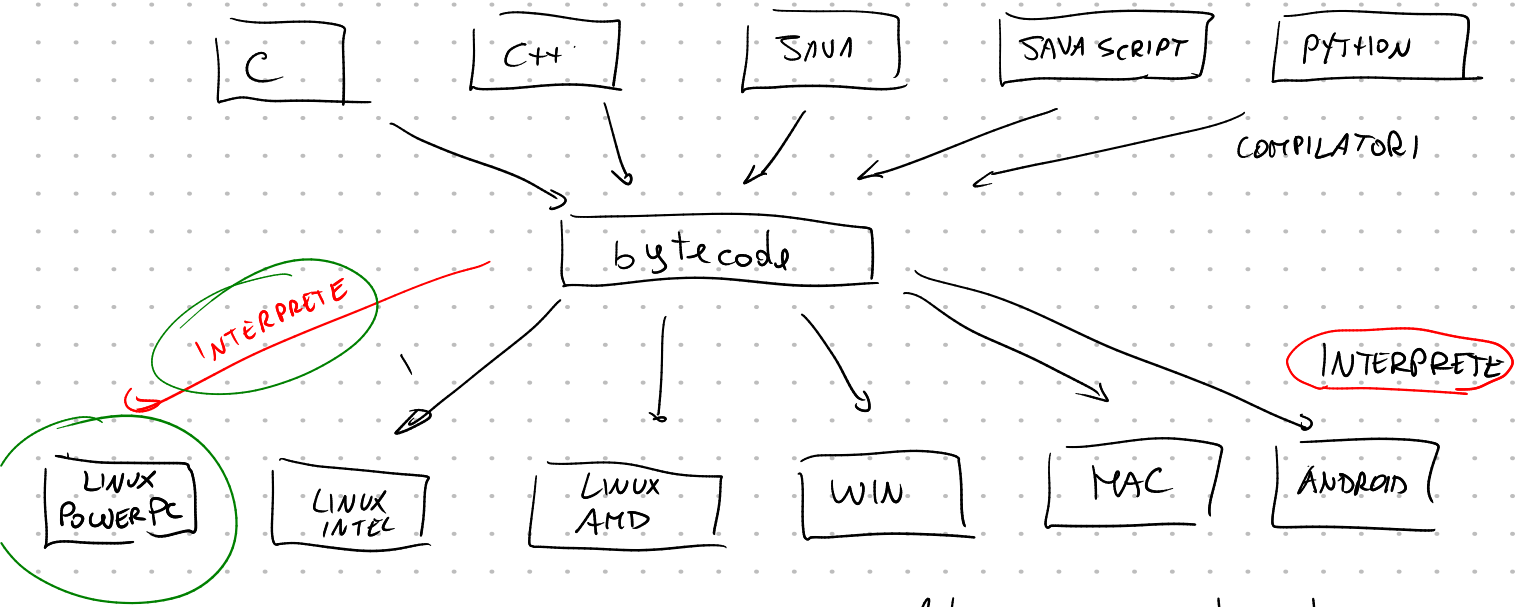 C
C++
JAVA
JAVA SCRIPT
PYTHON
COMPILATORI
bytecode
INTERPRETE
INTERPRETE
LINUX
POWERPC
LINUX
INTEL
LINUX
AMD
WIN
MAC
ANDROID